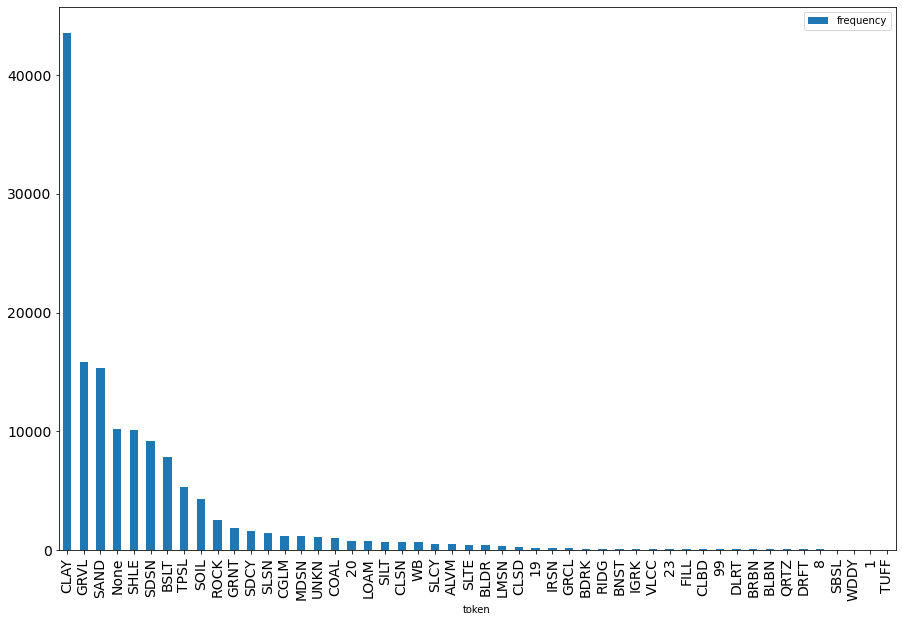 frequency
40000
30000
20000
10000
0
CLAY
GRVL
SAND
None
SHLE
SDSN
BSLT
TPSL
SOIL
ROCK
GRNT
SDCY
SLSN
CGLM
MDSN
UNKN
COAL
20
LOAM
SILT
CLSN
WB
SLCY
ALVM
SLTE
BLDR
LMSN
CLSD
19
IRSN
GRCL
BDRK
RIDG
BNST
IGRK
VLCC
23
FILL
CLBD
99
DLRT
BRBN
BLBN
QRTZ
DRFT
8
SBSL
WDDY
1
TUFF
token